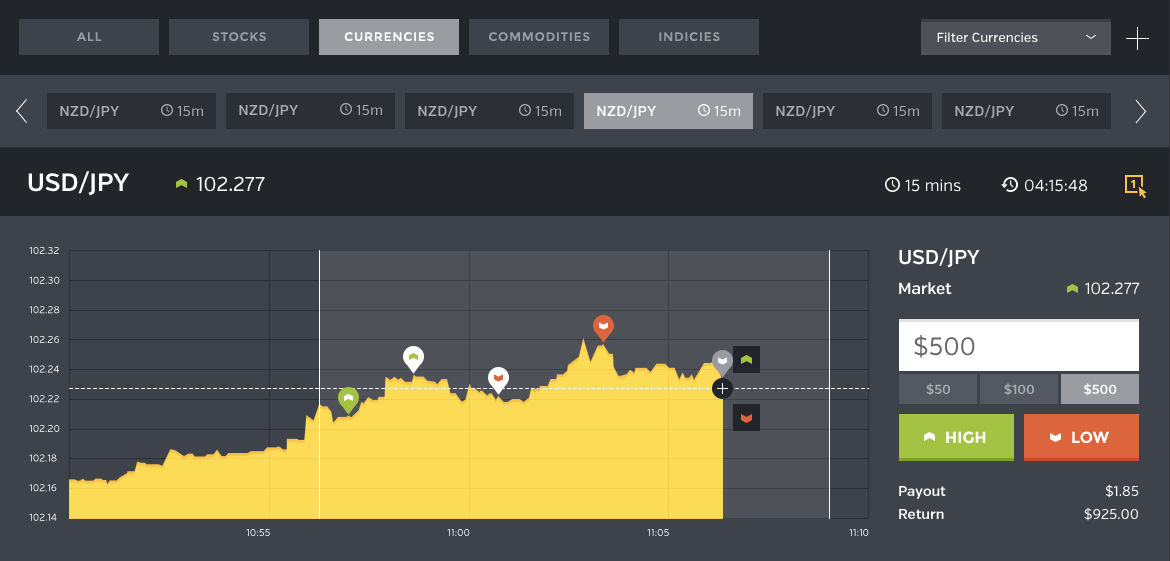 ALL STOCKS CURRENCIES COMMODITIES INDICIES Filter Currencies
NZD/JPY 15m NZD/JPY 15m NZD/JPY 15m NZD/JPY 15m NZD/JPY 15m NZD/JPY 15m
USD/JPY 102.277 15 mins 04:15:48 1
102.32
102.30
102.28
102.26
102.24
102.22
102.20
102.18
102.16
102.14
10:55 11:00 11:05 11:10
USD/JPY
Market 102.277
$500
$50 $100 $500
HIGH LOW
Payout $1.85
Return $925.00